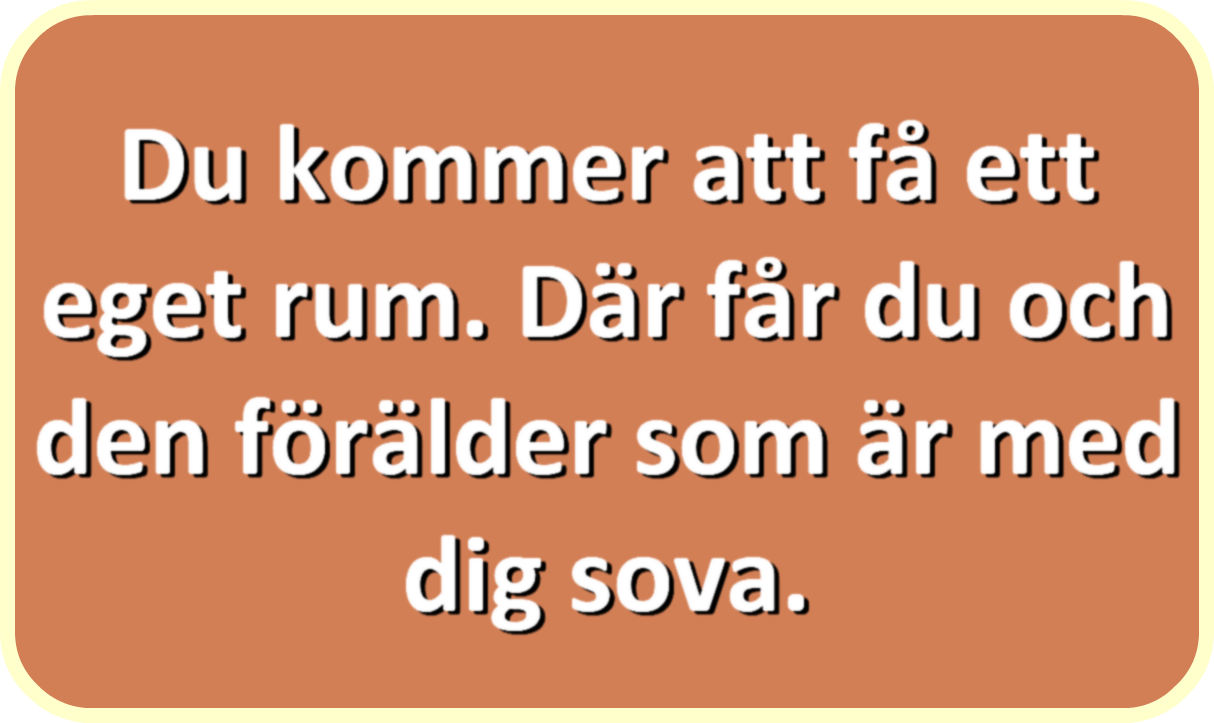 Du kommer att få ett
eget rum. Där får du och
den förälder som är med
dig sova.